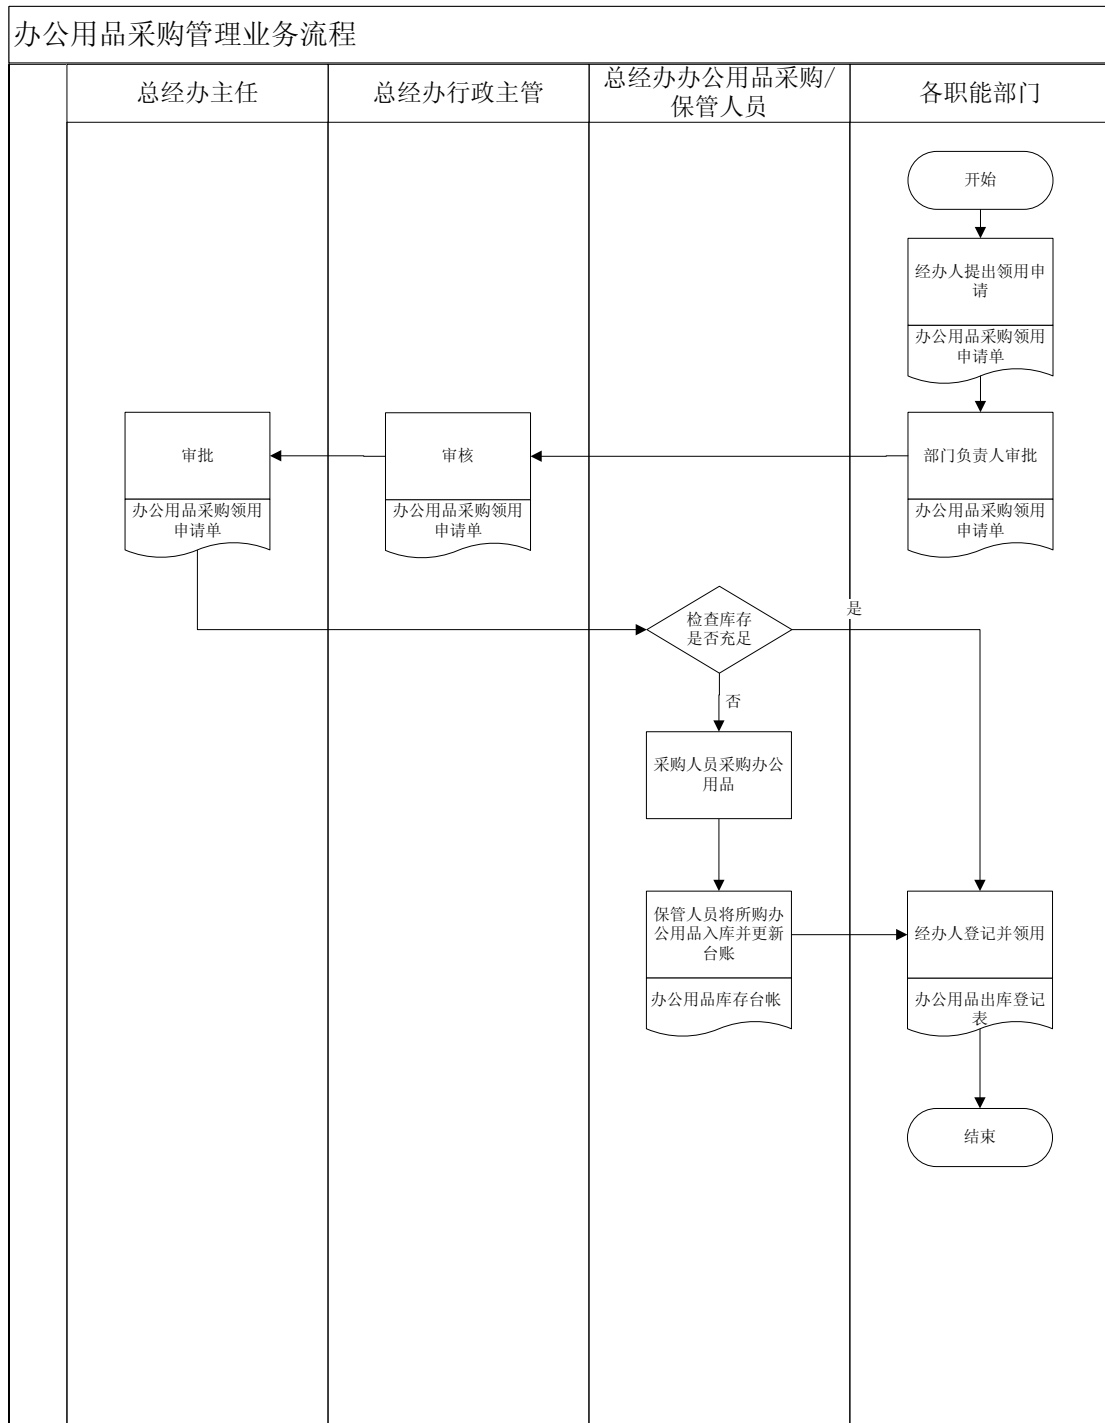 办公用品采购管理业务流程
总经办主任
总经办行政主管
总经办办公用品采购/
保管人员
各职能部门
开始
经办人提出领用申
请
办公用品采购领用
申请单
审批
办公用品采购领用
申请单
审核
办公用品采购领用
申请单
部门负责人审批
办公用品采购领用
申请单
检查库存
是否充足
是
否
采购人员采购办公
用品
保管人员将所购办
公用品入库并更新
台账
办公用品库存台帐
经办人登记并领用
办公用品出库登记
表
结束